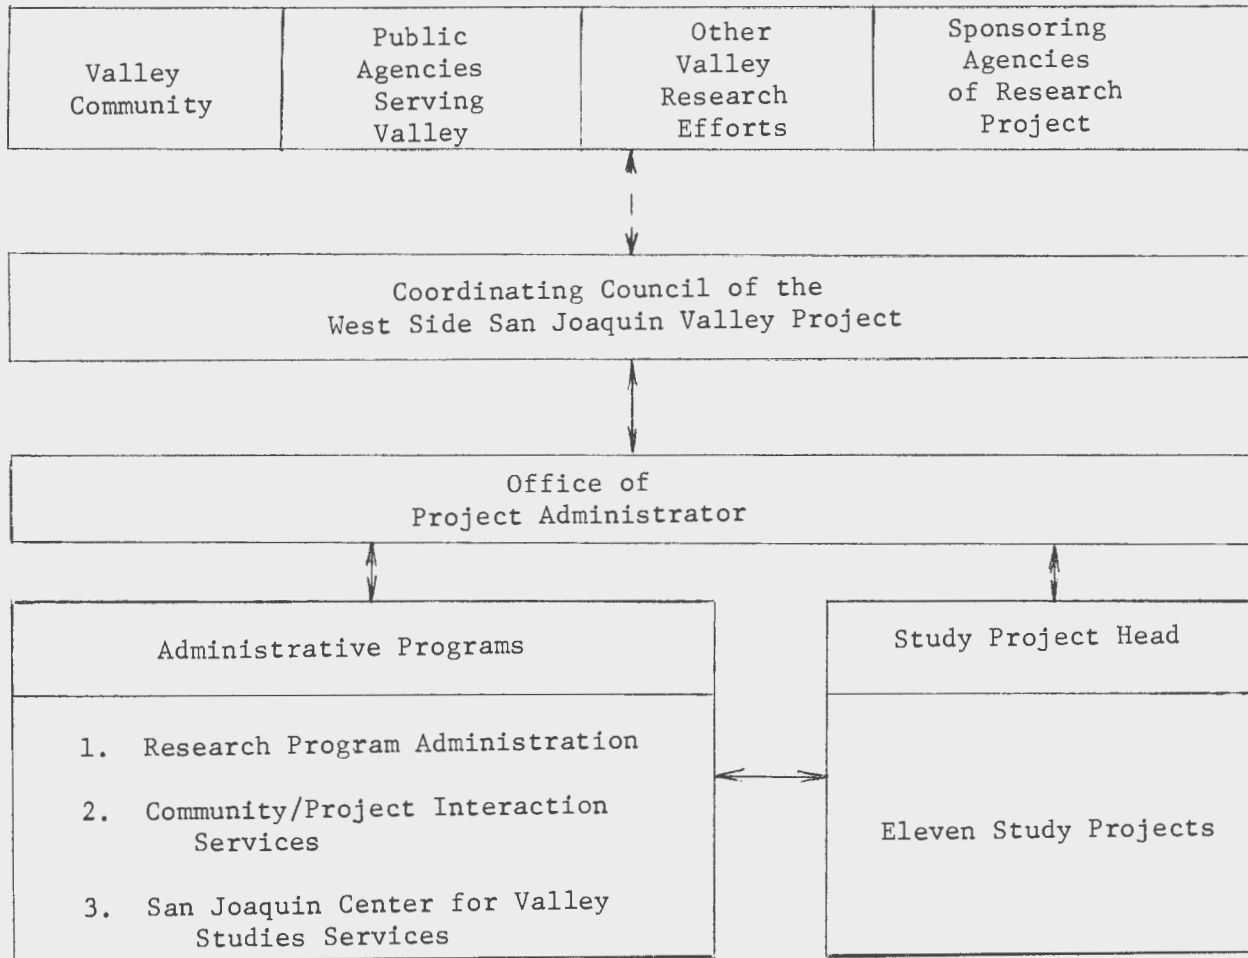 Valley
Community
Public
Agencies
Serving
Valley
Other
Valley
Research
Efforts
Sponsoring
Agencies
of Research
Project
Coordinating Council of the
West Side San Joaquin Valley Project
Office of
Project Administrator
Administrative Programs
1. Research Program Administration
2. Community/Project Interaction
Services
3. San Joaquin Center for Valley
Studies Services
Study Project Head
Eleven Study Projects